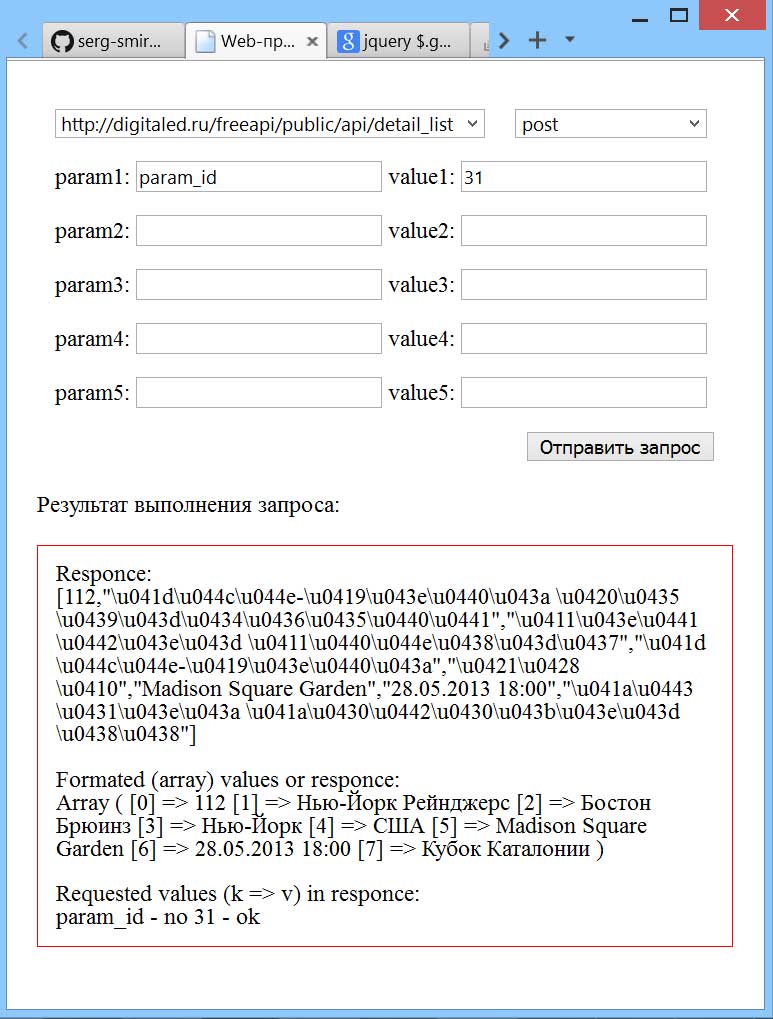 serg-smir...
Web-пр...
jquery $.g...
http://digitaled.ru/freeapi/public/api/detail_list
post
param1: param_id value1: 31
param2: value2:
param3: value3:
param4: value4:
param5: value5:
Отправить запрос
Результат выполнения запроса:
Responce:
[112,"\u041d\u044c\u044e-\u0419\u043e\u0440\u043a \u0420\u0435
\u0439\u043d\u0434\u0436\u0435\u0440\u0441","\u0411\u043e\u0441
\u0442\u043e\u043d \u0411\u0440\u044e\u0438\u043d\u0437","\u041d
\u044c\u044e-\u0419\u043e\u0440\u043a","\u0421\u0428
\u0410","Madison Square Garden","28.05.2013 18:00","\u041a\u0443
\u0431\u043e\u043a \u041a\u0430\u0442\u0430\u043b\u043e\u043d
\u0438\u0438"]
Formated (array) values or responce:
Array ( [0] => 112 [1] => Нью-Йорк Рейнджерс [2] => Бостон
Брюинз [3] => Нью-Йорк [4] => США [5] => Madison Square
Garden [6] => 28.05.2013 18:00 [7] => Кубок Каталонии )
Requested values (k => v) in responce:
param_id - no 31 - ok